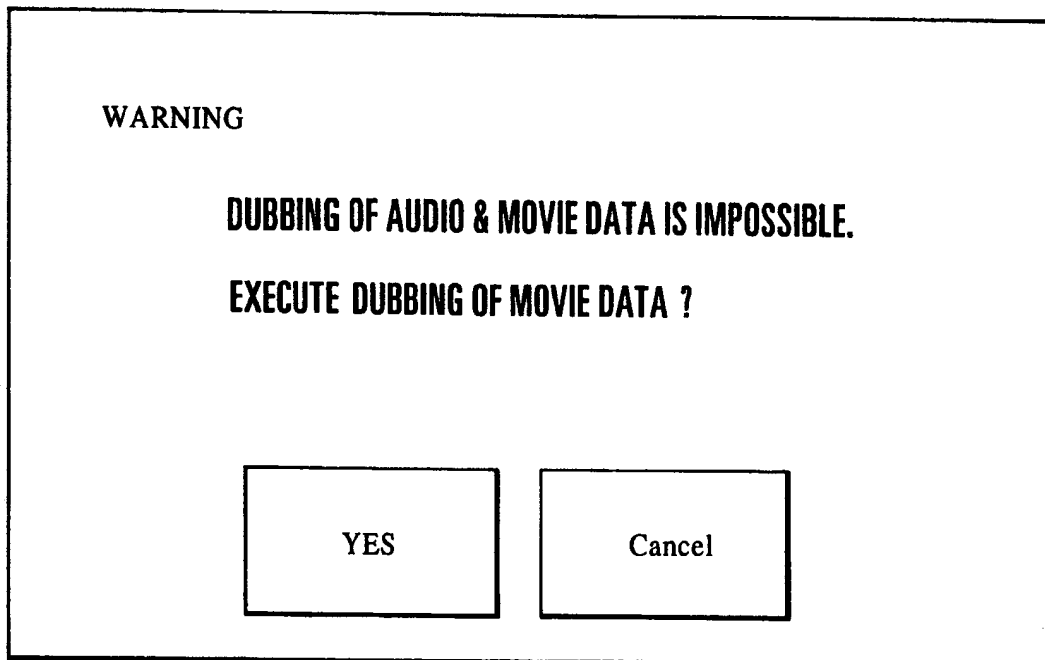 WARNING
DUBBING OF AUDIO & MOVIE DATA IS IMPOSSIBLE.
EXECUTE DUBBING OF MOVIE DATA ?
YES
Cancel